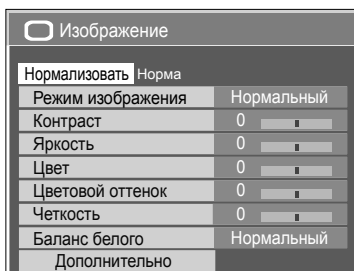 Изображение
Нормализовать Норма
Режим изображения Нормальный
Контраст 0
Яркость 0
Цвет 0
Цветовой оттенок 0
Четкость 0
Баланс белого Нормальный
Дополнительно